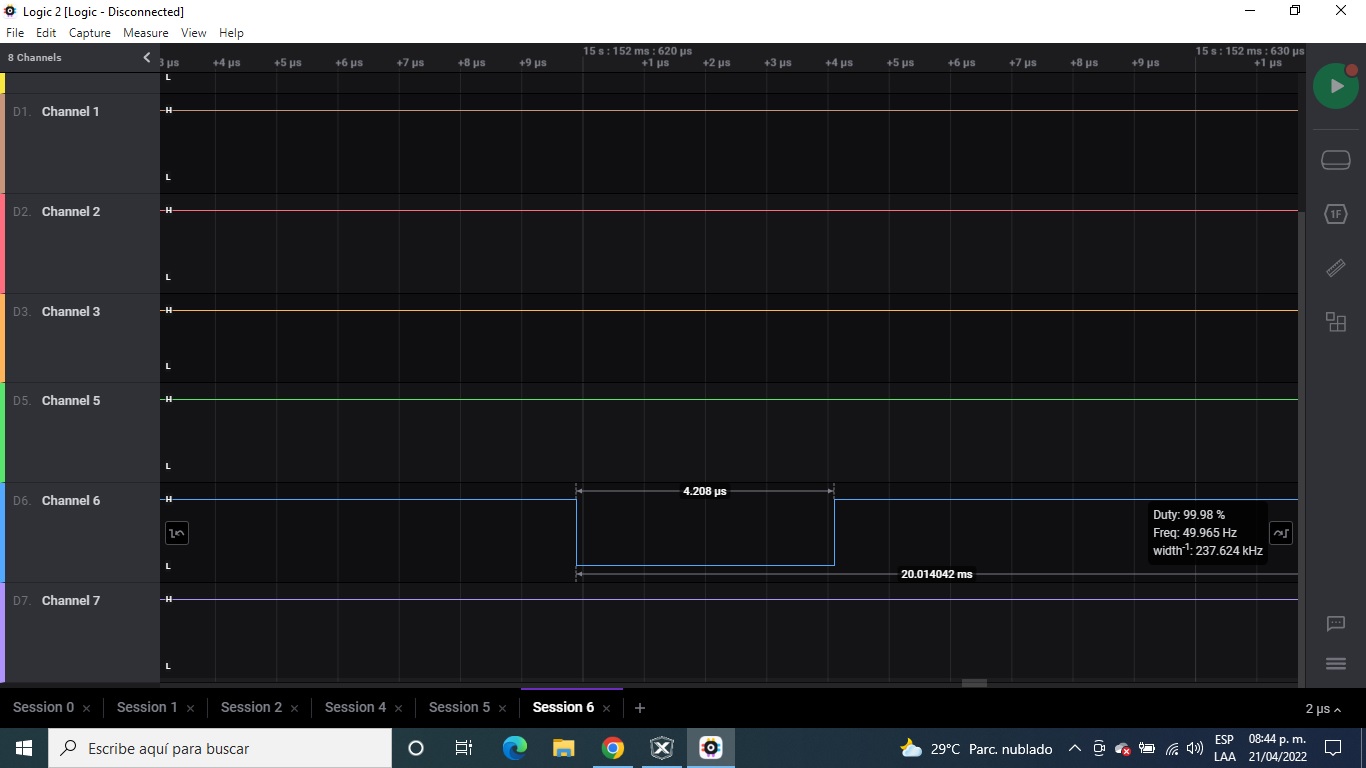 Logic 2 [Logic - Disconnected]
File Edit Capture Measure View Help
8 Channels
15 s : 152 ms : 620 µs 15 s : 152 ms : 630 µs
+4 µs +5 µs +6 µs +7 µs +8 µs +9 µs +1 µs +2 µs +3 µs +4 µs +5 µs +6 µs +7 µs +8 µs +9 µs +1 µs
L
D1. Channel 1
H
L
D2. Channel 2
H
L
D3. Channel 3
H
L
D5. Channel 5
H
L
D6. Channel 6
H
L
4.208 µs
Duty: 99.98 %
Freq: 49.965 Hz
width-1: 237.624 kHz
20.014042 ms
D7. Channel 7
H
L
1F
Session 0 Session 1 Session 2 Session 4 Session 5 Session 6
2 µs
Escribe aquí para buscar
29°C Parc. nublado
ESP
LAA
08:44 p. m.
21/04/2022